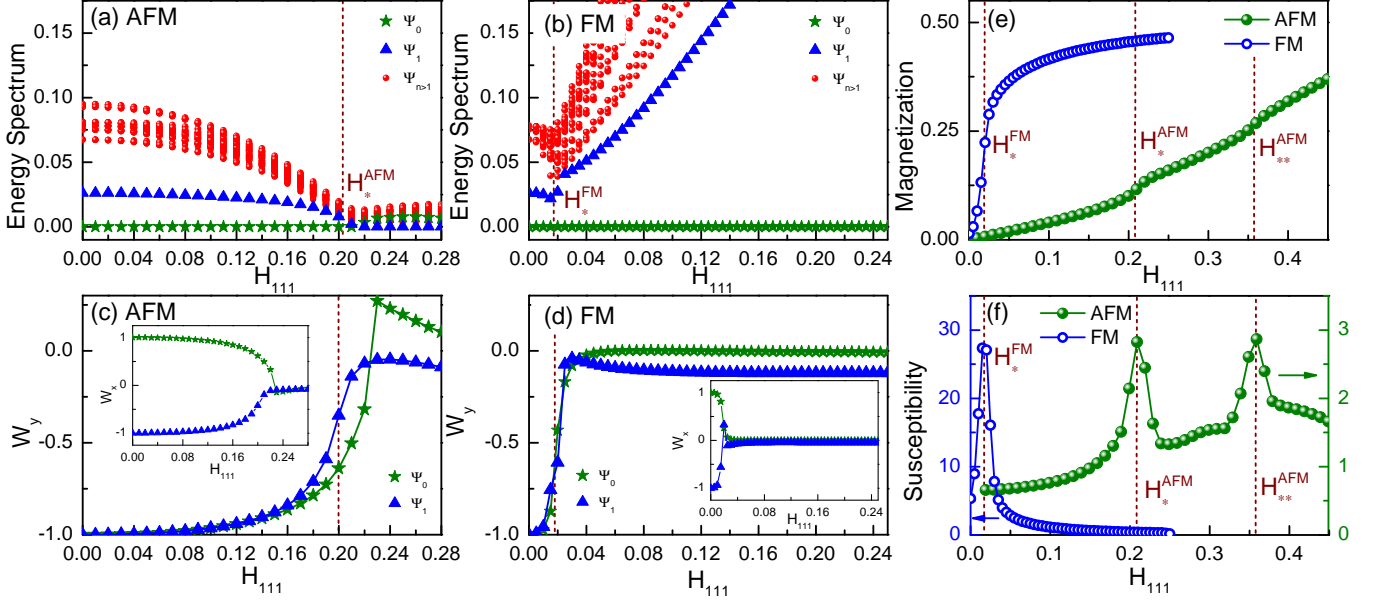 (a) AFM
Ψ0
Ψ1
Ψn>1
H*AFM
Energy Spectrum
0.15
0.10
0.05
0.00
0.00 0.04 0.08 0.12 0.16 0.20 0.24 0.28
H111
(b) FM
Ψ0
Ψ1
Ψn>1
H*FM
Energy Spectrum
0.15
0.10
0.05
0.00
0.00 0.04 0.08 0.12 0.16 0.20 0.24
H111
(e)
AFM
FM
H*FM
H*AFM
H**AFM
Magnetization
0.50
0.25
0.00
0.0 0.1 0.2 0.3 0.4
H111
(c) AFM
Wy
0.0
-0.5
-1.0
Wx
1
0
-1
0.00 0.08 0.16 0.24
H111
Ψ0
Ψ1
0.00 0.04 0.08 0.12 0.16 0.20 0.24 0.28
H111
(d) FM
Wy
0.0
-0.5
-1.0
Wx
1
0
-1
0.00 0.08 0.16 0.24
H111
Ψ0
Ψ1
0.00 0.04 0.08 0.12 0.16 0.20 0.24
H111
(f)
AFM
FM
H*FM
H*AFM
H**AFM
Susceptibility
30
20
10
0
3
2
1
0
0.0 0.1 0.2 0.3 0.4
H111